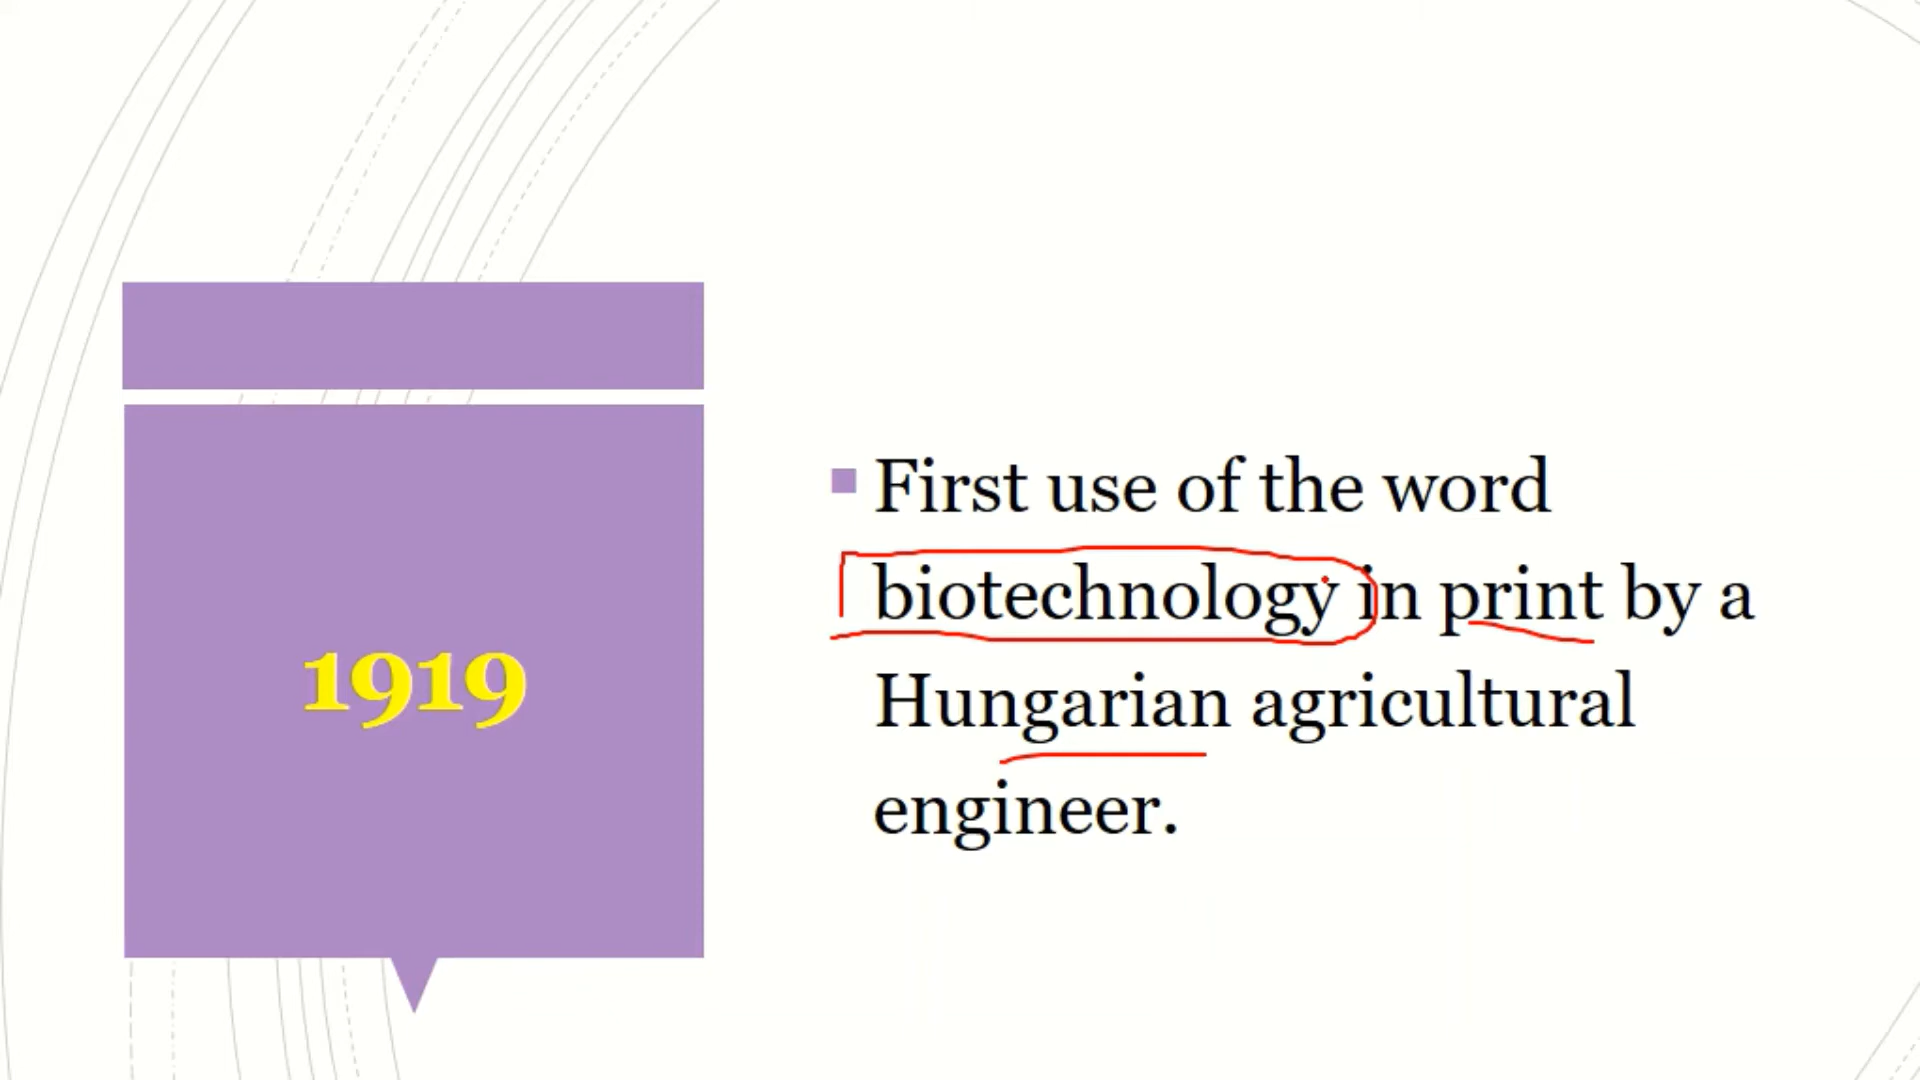 1919
First use of the word
biotechnology in print by a
Hungarian agricultural
engineer.